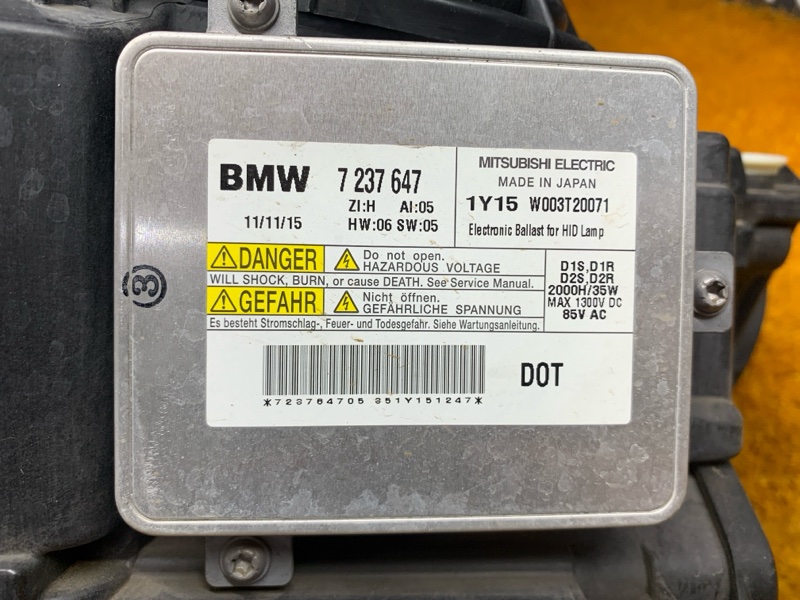 BMW 7 237 647
ZI:H AI:05
11/11/15 HW:06 SW:05
MITSUBISHI ELECTRIC
MADE IN JAPAN
1Y15 W003T20071
Electronic Ballast for HID Lamp
DANGER Do not open.
HAZARDOUS VOLTAGE
WILL SHOCK, BURN, or cause DEATH. See Service Manual.
GEFAHR Nicht öffnen.
GEFÄHRLICHE SPANNUNG
Es besteht Stromschlag-, Feuer- und Todesgefahr. Siehe Wartungsanleitung.
D1S,D1R
D2S,D2R
2000H/35W
MAX 1300V DC
85V AC
*723764705 351Y151247*
DOT
3